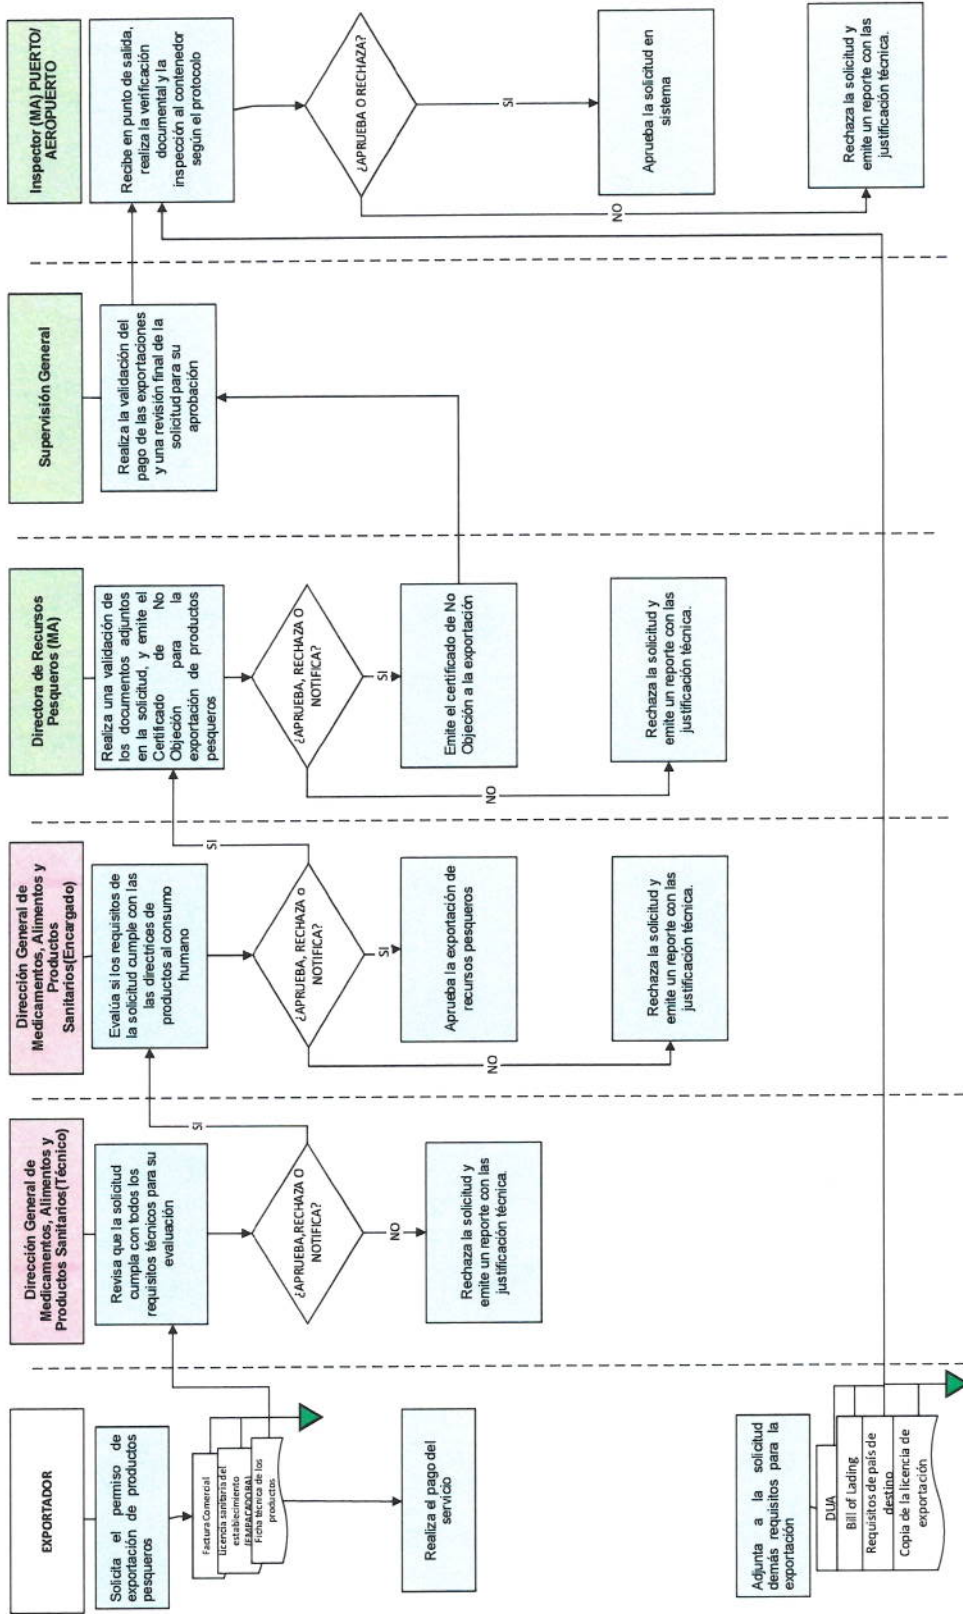 EXPORTADOR
Solicita el permiso de
exportación de productos
pesqueros
Factura Comercial
Licencia sanitaria del
establecimiento
(EMPACADORA)
Ficha técnica de los
productos
Realiza el pago del
servicio
Adjunta a la solicitud
demás requisitos para la
exportación
DUA
Bill of Lading
Requisitos de país de
destino
Copia de la licencia de
exportación
Dirección General de
Medicamentos, Alimentos y
Productos Sanitarios(Técnico)
Revisa que la solicitud
cumpla con todos los
requisitos técnicos para su
evaluación
¿APRUEBA,RECHAZA O
NOTIFICA?
SI
NO
Rechaza la solicitud y
emite un reporte con las
justificación técnica.
Dirección General de
Medicamentos, Alimentos y
Productos
Sanitarios(Encargado)
Evalúa si los requisitos de
la solicitud cumple con las
las directrices de
productos al consumo
humano
¿APRUEBA, RECHAZA O
NOTIFICA?
SI
SI
NO
Aprueba la exportación de
recursos pesqueros
Rechaza la solicitud y
emite un reporte con las
justificación técnica.
Directora de Recursos
Pesqueros (MA)
Realiza una validación de
los documentos adjuntos
en la solicitud, y emite el
Certificado de No
Objeción para la
exportación de productos
pesqueros
¿APRUEBA, RECHAZA O
NOTIFICA?
SI
NO
Emite el certificado de No
Objeción a la exportación
Rechaza la solicitud y
emite un reporte con las
justificación técnica.
Supervisión General
Realiza la validación del
pago de las exportaciones
y una revisión final de la
solicitud para su
aprobación
Inspector (MA) PUERTO/
AEROPUERTO
Recibe en punto de salida,
realiza la verificación
documental y la
inspección al contenedor
según el protocolo
¿APRUEBA O RECHAZA?
SI
NO
Aprueba la solicitud en
sistema
Rechaza la solicitud y
emite un reporte con las
justificación técnica.